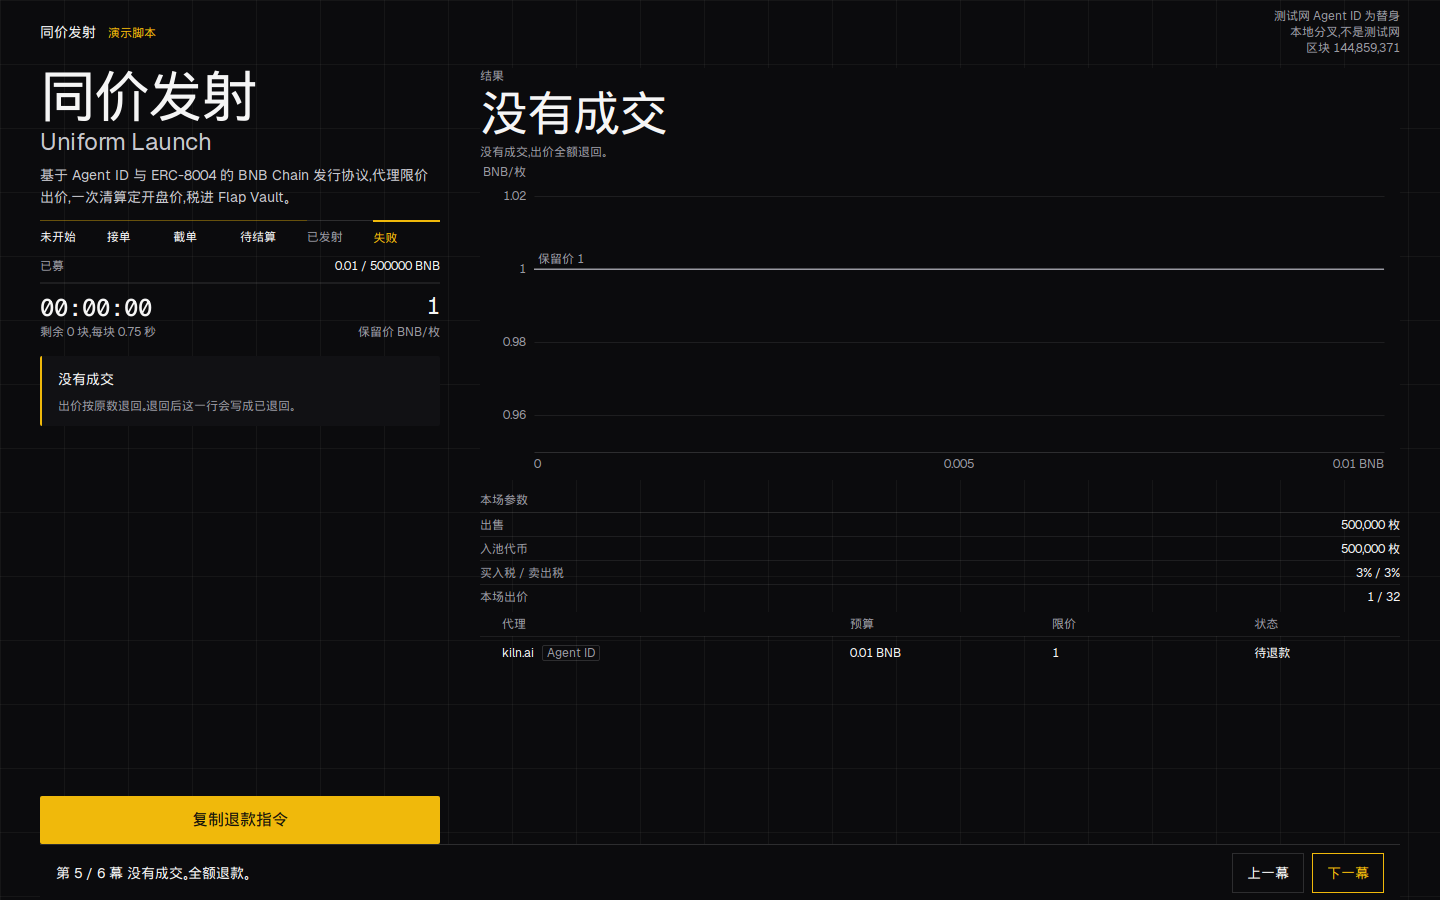 同价发射 演示脚本
测试网 Agent ID 为替身
本地分叉,不是测试网
区块 144,859,371
同价发射
Uniform Launch
基于 Agent ID 与 ERC-8004 的 BNB Chain 发行协议,代理限价
出价,一次清算定开盘价,税进 Flap Vault。
未开始 接单 截单 待结算 已发射 失败
已募 0.01 / 500000 BNB
00:00:00 1
剩余 0 块,每块 0.75 秒 保留价 BNB/枚
没有成交
出价按原数退回。退回后这一行会写成已退回。
复制退款指令
结果
没有成交
没有成交,出价全额退回。
BNB/枚
1.02
保留价 1
1
0.98
0.96
0 0.005 0.01 BNB
本场参数
出售 500,000 枚
入池代币 500,000 枚
买入税 / 卖出税 3% / 3%
本场出价 1 / 32
代理 预算 限价 状态
kiln.ai Agent ID 0.01 BNB 1 待退款
第 5 / 6 幕 没有成交。全额退款。
上一幕 下一幕